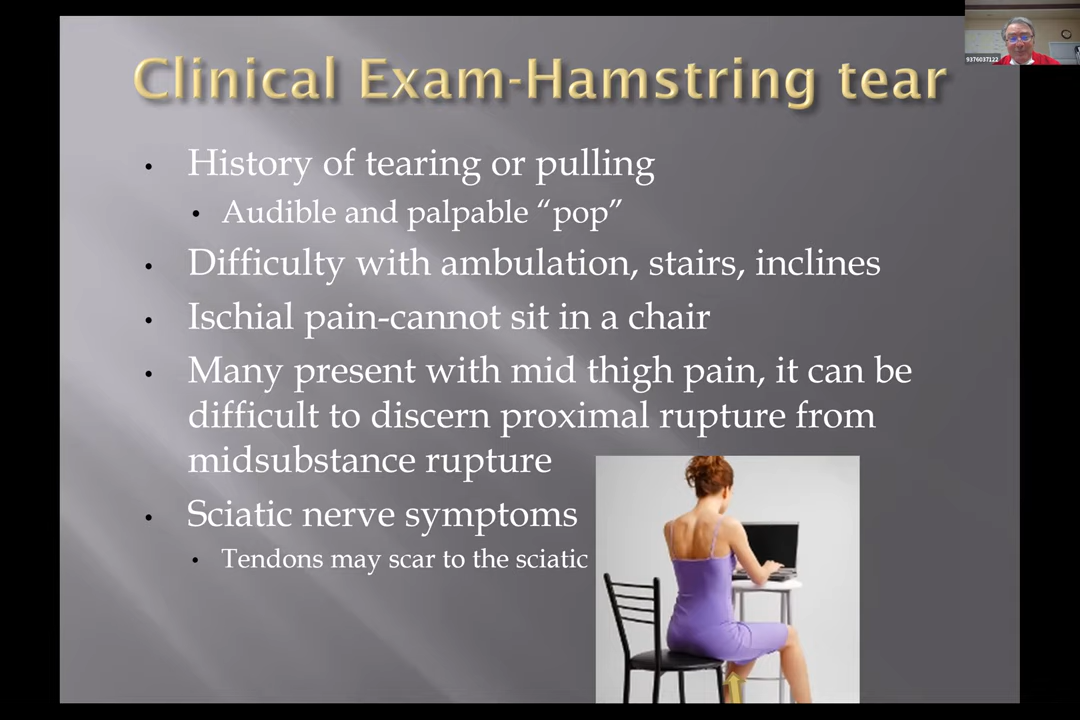 9376037122
Clinical Exam-Hamstring tear
• History of tearing or pulling
• Audible and palpable “pop”
• Difficulty with ambulation, stairs, inclines
• Ischial pain-cannot sit in a chair
• Many present with mid thigh pain, it can be
difficult to discern proximal rupture from
midsubstance rupture
• Sciatic nerve symptoms
• Tendons may scar to the sciatic